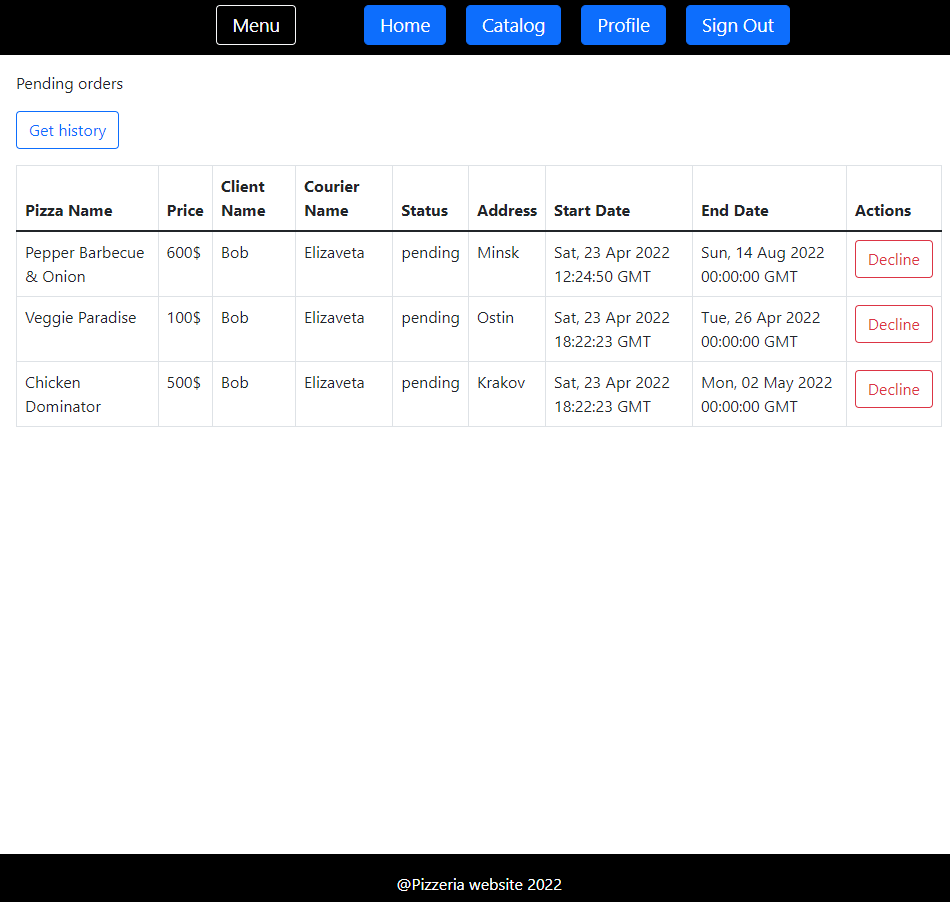 Menu Home Catalog Profile Sign Out
Pending orders
Get history
Pizza Name Price Client Name Courier Name Status Address Start Date End Date Actions
Pepper Barbecue & Onion 600$ Bob Elizaveta pending Minsk Sat, 23 Apr 2022 12:24:50 GMT Sun, 14 Aug 2022 00:00:00 GMT Decline
Veggie Paradise 100$ Bob Elizaveta pending Ostin Sat, 23 Apr 2022 18:22:23 GMT Tue, 26 Apr 2022 00:00:00 GMT Decline
Chicken Dominator 500$ Bob Elizaveta pending Krakov Sat, 23 Apr 2022 18:22:23 GMT Mon, 02 May 2022 00:00:00 GMT Decline
@Pizzeria website 2022